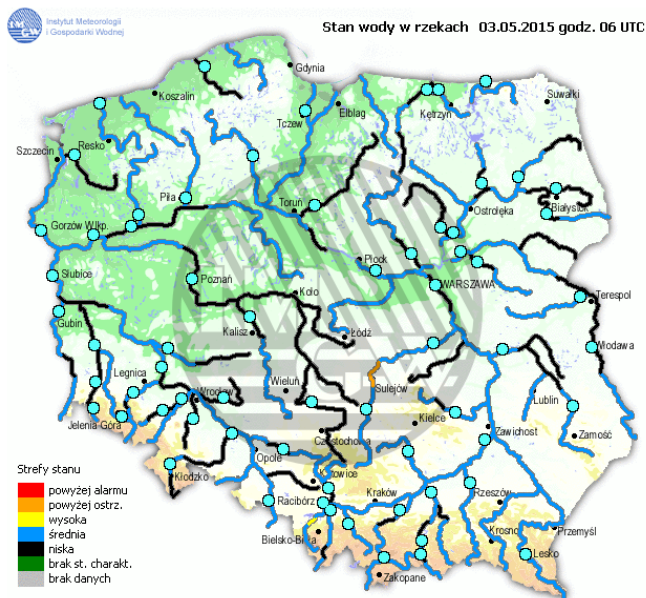 IMGW
Instytut Meteorologii
i Gospodarki Wodnej
Stan wody w rzekach 03.05.2015 godz. 06 UTC
Gdynia
Koszalin
Suwałki
Tczew
Elbląg
Kętrzyn
Szczecin
Resko
Piła
Toruń
Ostrołęka
Białystok
Gorzów Wlkp.
Płock
Słubice
Poznań
Koło
WARSZAWA
Terespol
Gubin
Kalisz
Łódź
Włodawa
Legnica
Wrocław
Wieluń
Sulejów
Lublin
Jelenia Góra
Kielce
Zawichost
Zamość
Częstochowa
Opole
Kłodzko
Katowice
Racibórz
Kraków
Rzeszów
Bielsko-Biała
Krosno
Przemyśl
Lesko
Zakopane
Strefy stanu
powyżej alarmu
powyżej ostrz.
wysoka
średnia
niska
brak st. charakt.
brak danych